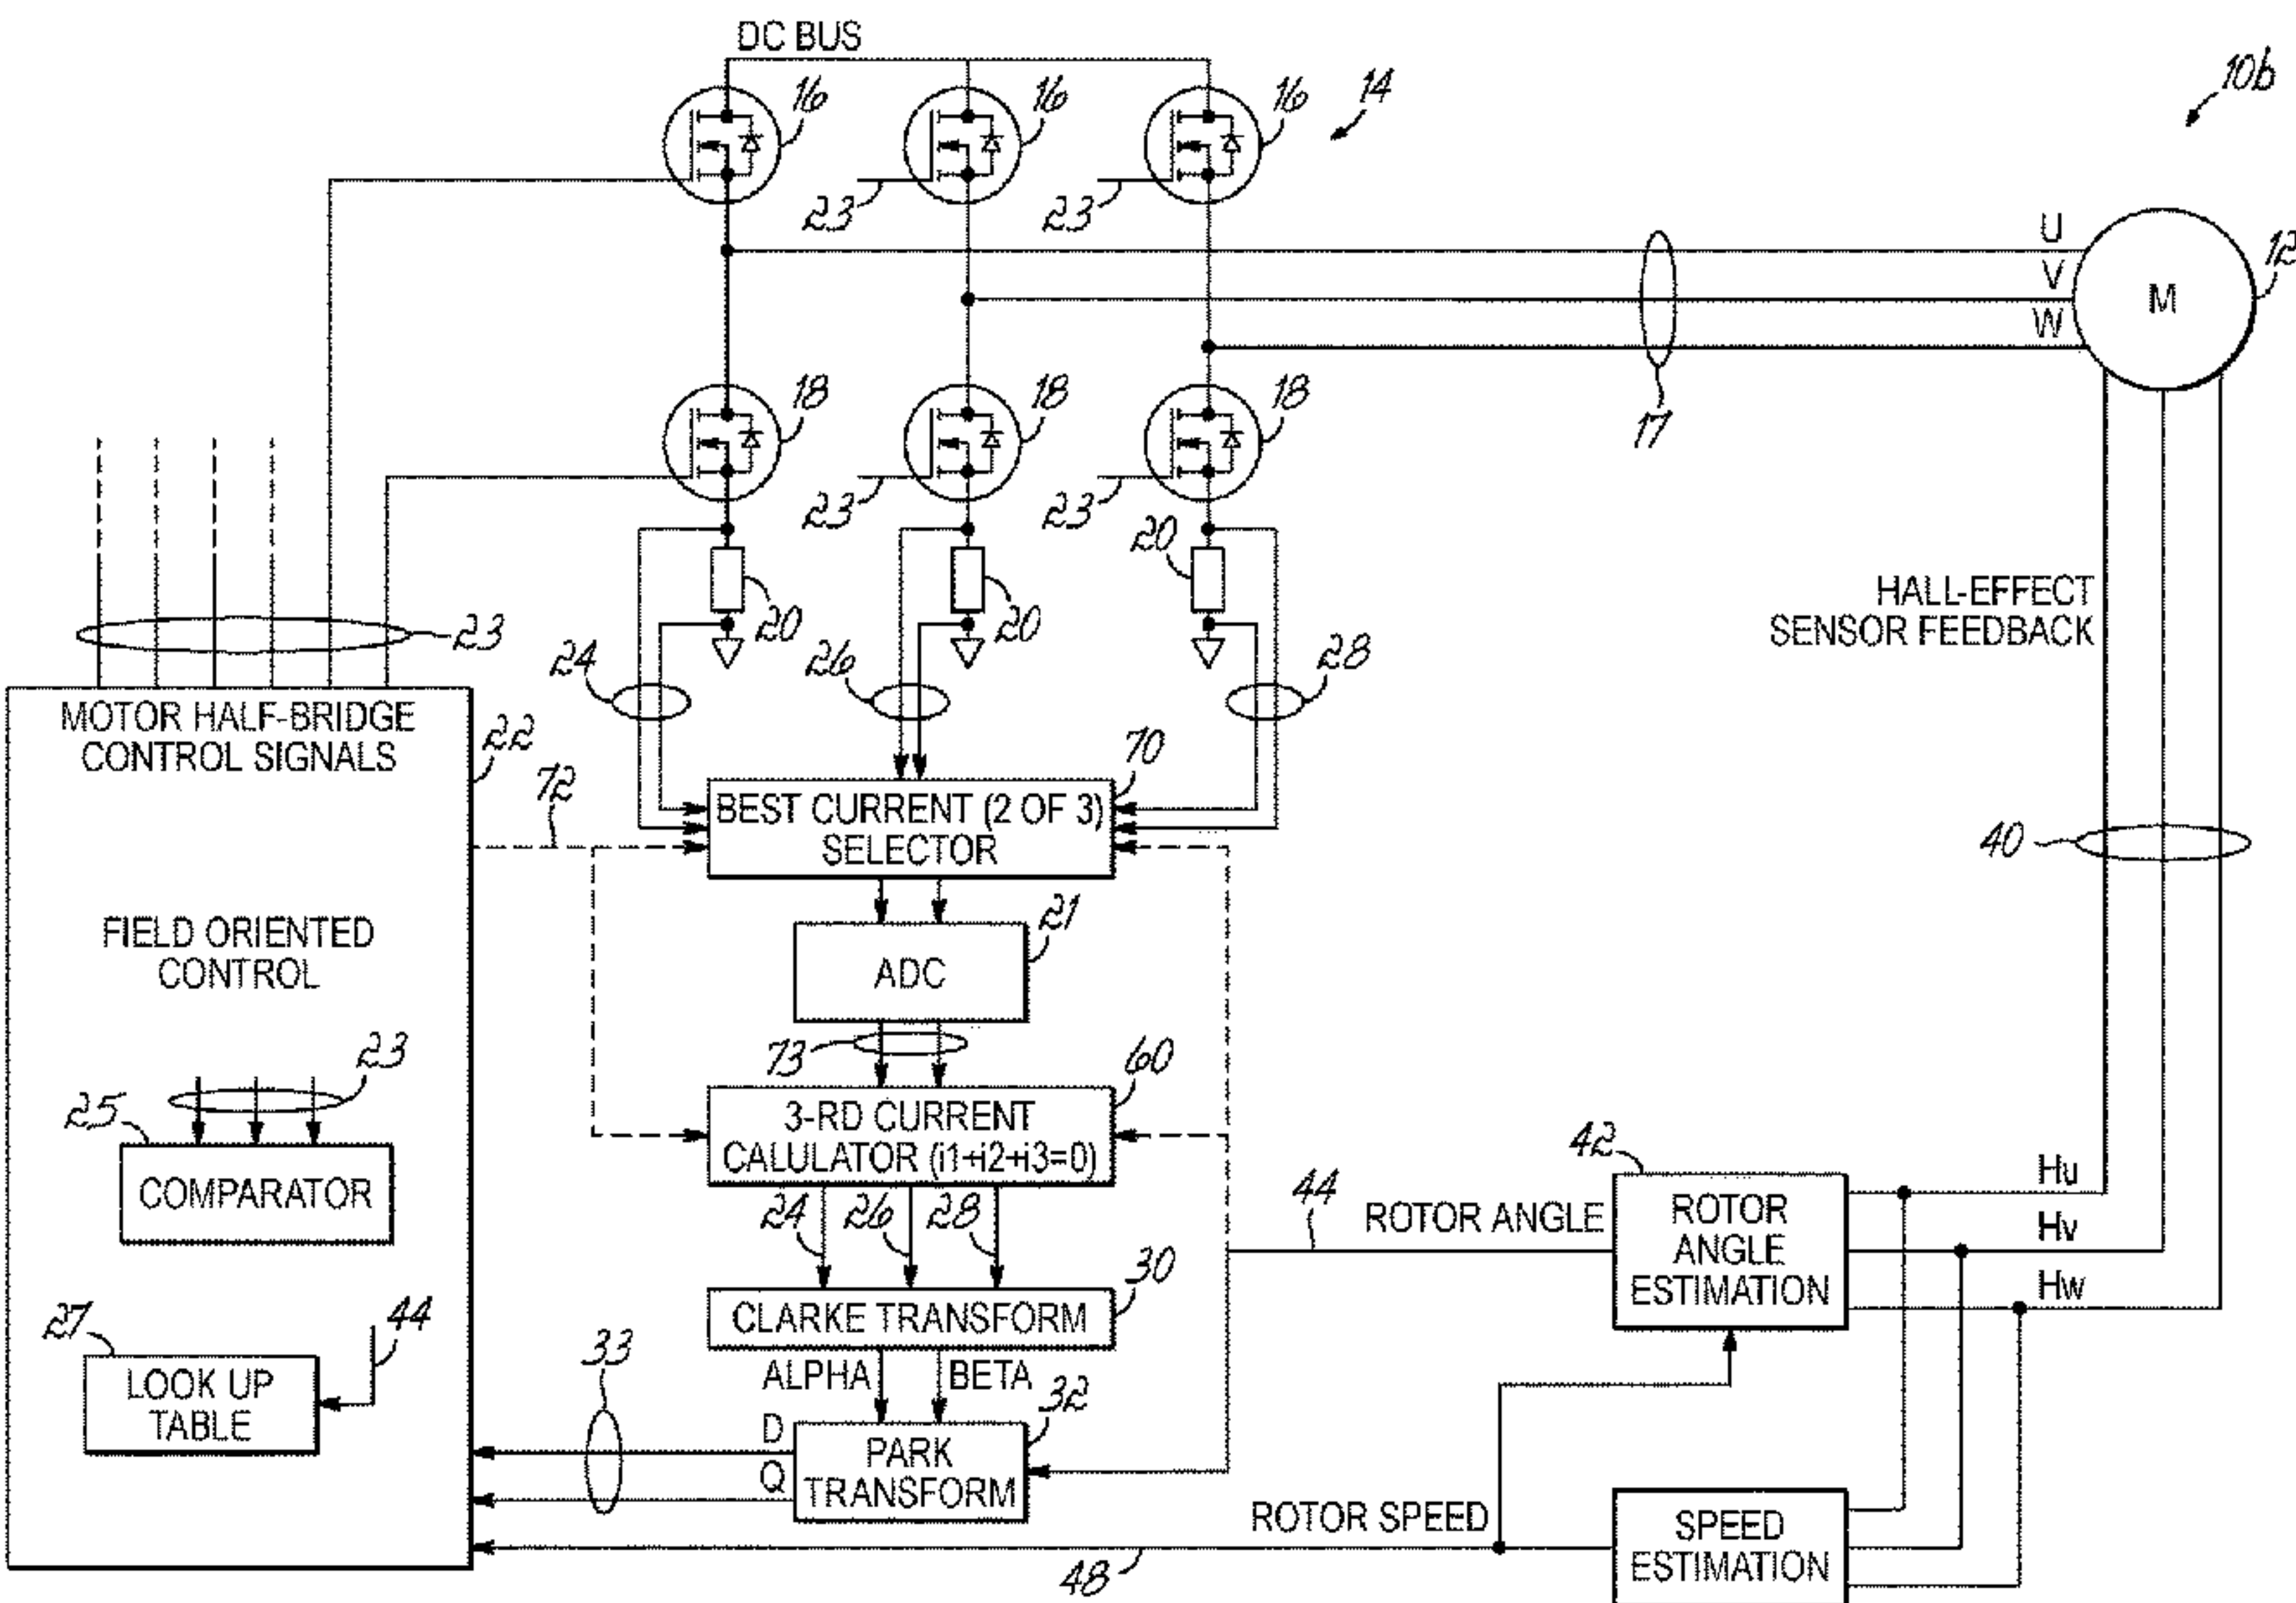 DC BUS
16
16
16
14
10b
23
23
U
V
W
M
12
17
18
18
18
23
23
20
20
20
23
24
26
28
HALL-EFFECT
SENSOR FEEDBACK
MOTOR HALF-BRIDGE
CONTROL SIGNALS
22
72
70
BEST CURRENT (2 OF 3)
SELECTOR
40
FIELD ORIENTED
CONTROL
21
ADC
73
23
25
COMPARATOR
60
3-RD CURRENT
CALULATOR (i1+i2+i3=0)
24
26
28
42
ROTOR
ANGLE
ESTIMATION
Hu
Hv
Hw
44
ROTOR ANGLE
30
CLARKE TRANSFORM
27
44
LOOK UP
TABLE
33
ALPHA
BETA
32
D
Q
PARK
TRANSFORM
ROTOR SPEED
48
SPEED
ESTIMATION